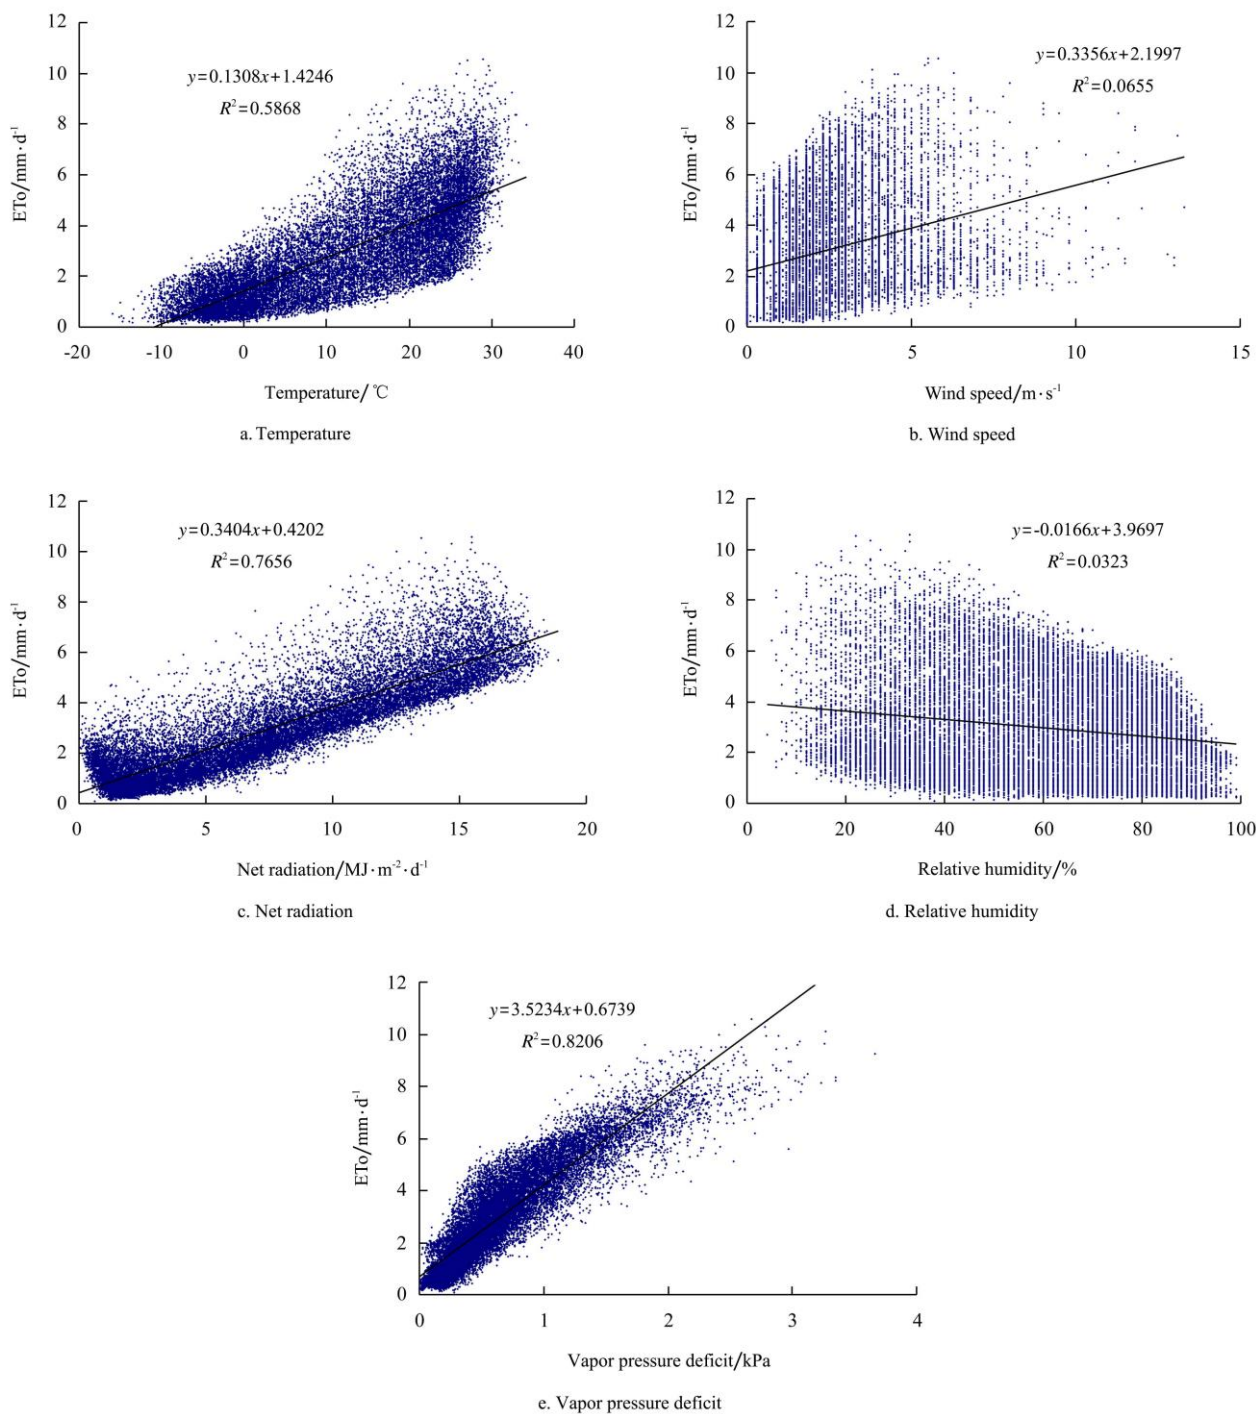 12
10
8
6
4
2
0
ETo/mm·d⁻¹
y=0.1308x+1.4246
R²=0.5868
-20 -10 0 10 20 30 40
Temperature/ ℃
a. Temperature
12
10
8
6
4
2
0
ETo/mm·d⁻¹
y=0.3356x+2.1997
R²=0.0655
0 5 10 15
Wind speed/m·s⁻¹
b. Wind speed
12
10
8
6
4
2
0
ETo/mm·d⁻¹
y=0.3404x+0.4202
R²=0.7656
0 5 10 15 20
Net radiation/MJ·m⁻²·d⁻¹
c. Net radiation
12
10
8
6
4
2
0
ETo/mm·d⁻¹
y=-0.0166x+3.9697
R²=0.0323
0 20 40 60 80 100
Relative humidity/%
d. Relative humidity
12
10
8
6
4
2
0
ETo/mm·d⁻¹
y=3.5234x+0.6739
R²=0.8206
0 1 2 3 4
Vapor pressure deficit/kPa
e. Vapor pressure deficit